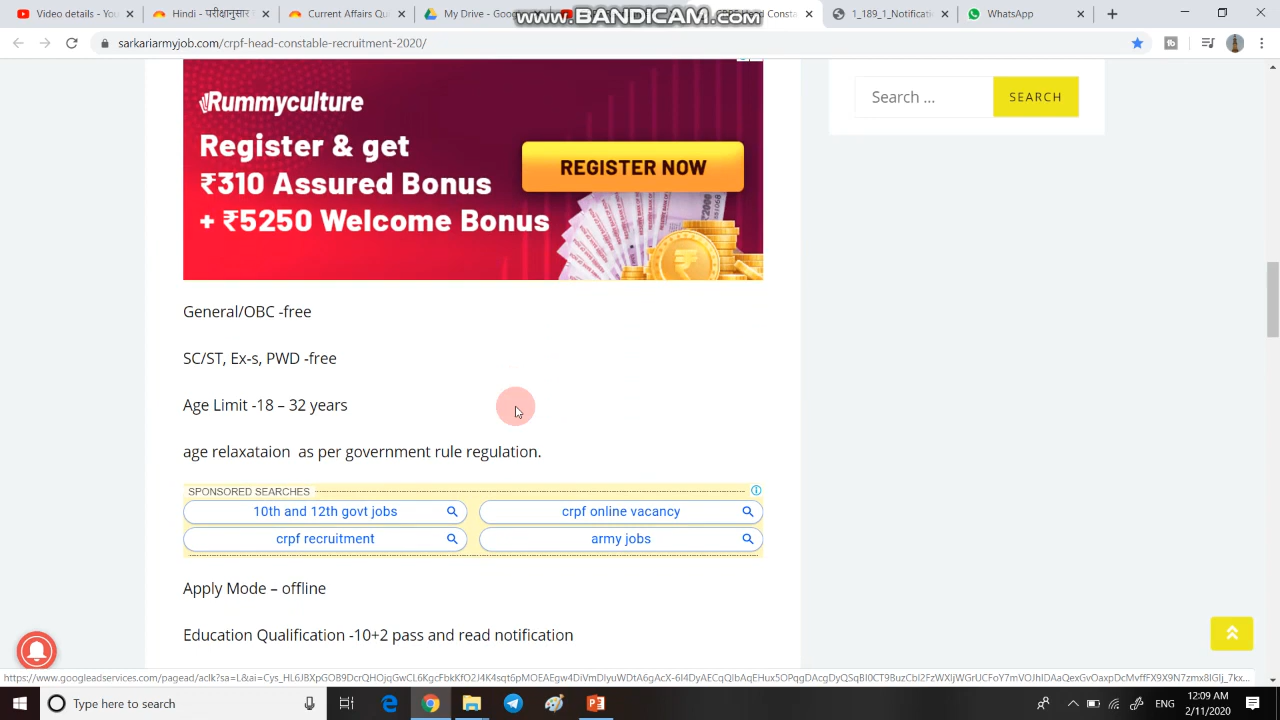 Video details - You
Hindi - परीक्षानुसार
Current Affairs Qu
My Drive - Google
www.BANDICAM.com
1_189_1_Notificati
WhatsApp
sarkariarmyjob.com/crpf-head-constable-recruitment-2020/
Rummyculture
Register & get
₹310 Assured Bonus
+ ₹5250 Welcome Bonus
REGISTER NOW
Search ...
SEARCH
General/OBC -free
SC/ST, Ex-s, PWD -free
Age Limit -18 – 32 years
age relaxataion  as per government rule regulation.
SPONSORED SEARCHES
10th and 12th govt jobs
crpf online vacancy
crpf recruitment
army jobs
Apply Mode – offline
Education Qualification -10+2 pass and read notification
Type here to search
ENG
12:09 AM
2/11/2020